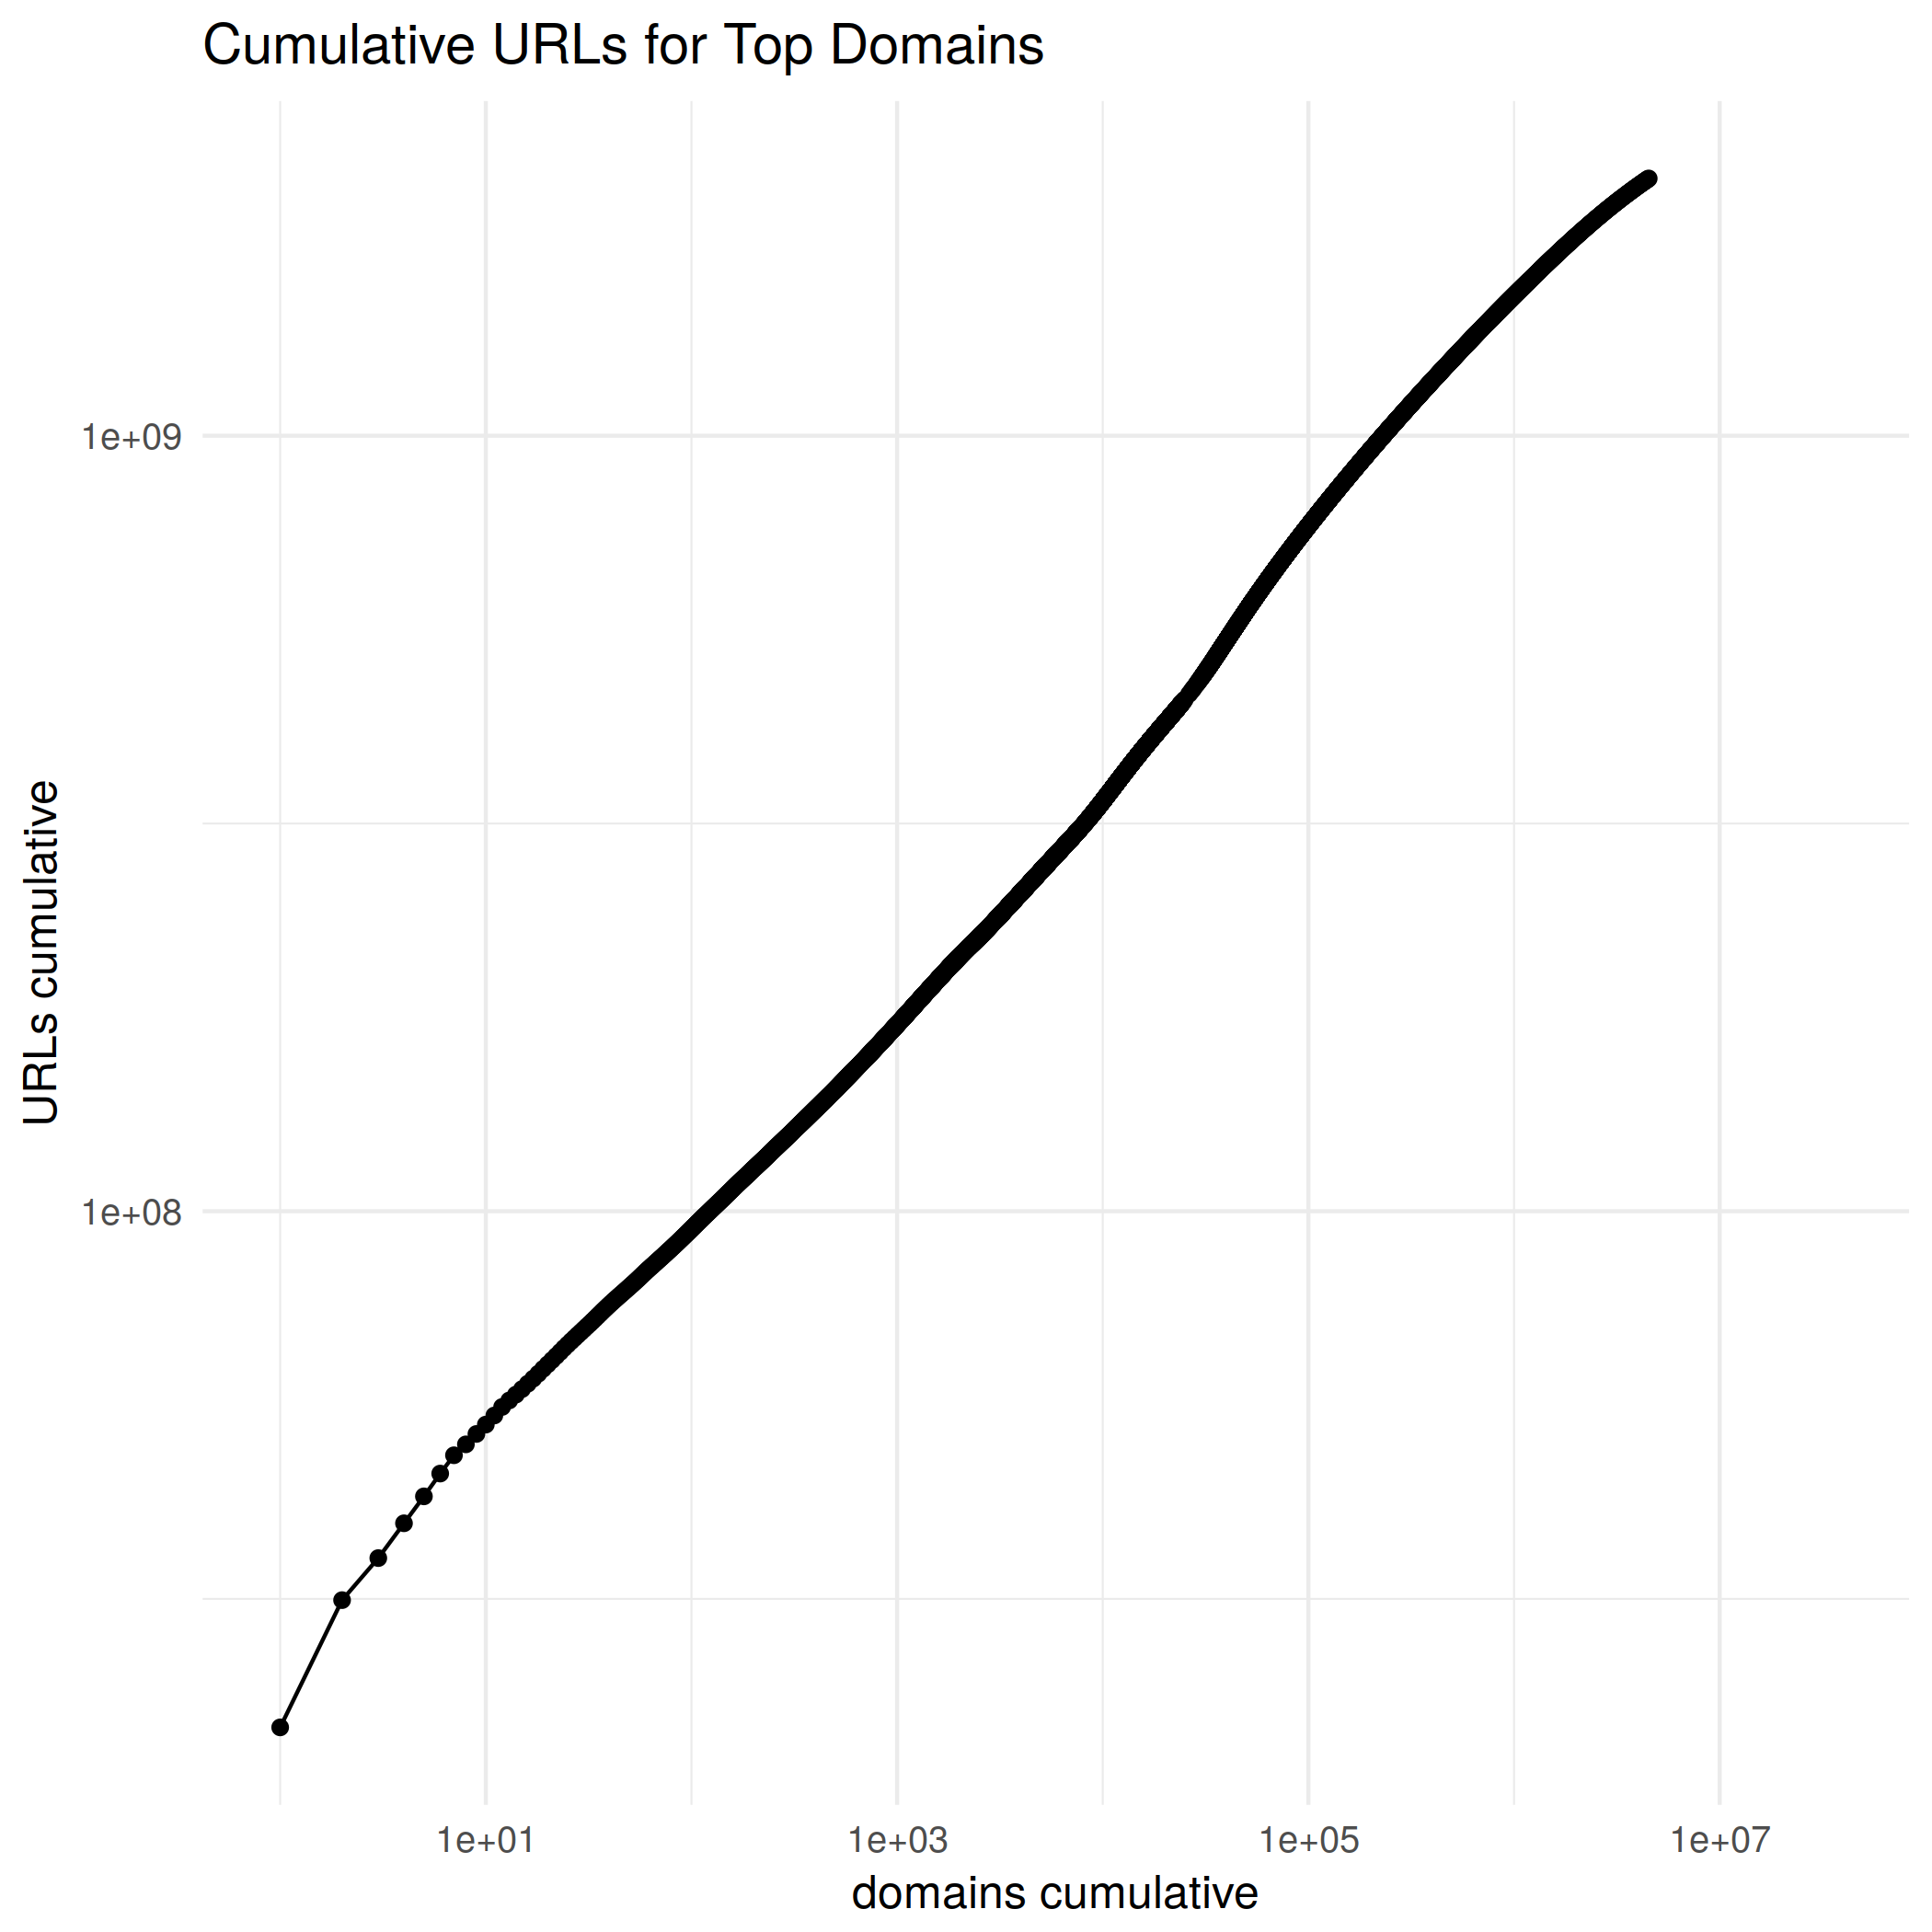 Cumulative URLs for Top Domains
URLs cumulative
1e+09
1e+08
1e+01
1e+03
1e+05
1e+07
domains cumulative